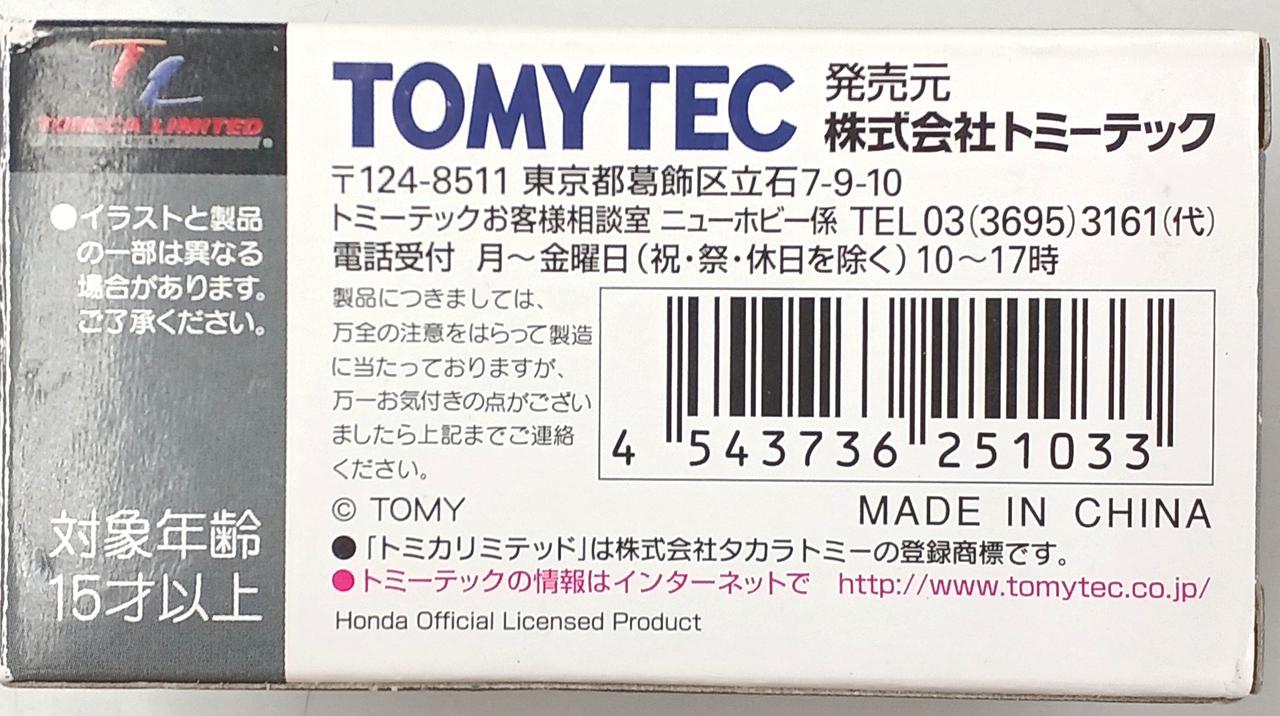 TL
TOMICA LIMITED
●イラストと製品
の一部は異なる
場合があります。
ご了承ください。
対象年齢
15才以上
TOMYTEC
発売元
株式会社トミーテック
〒124-8511 東京都葛飾区立石7-9-10
トミーテックお客様相談室 ニューホビー係 TEL 03(3695)3161(代)
電話受付 月〜金曜日(祝・祭・休日を除く)10〜17時
製品につきましては、
万全の注意をはらって製造
に当たっておりますが、
万一お気付きの点がござい
ましたら上記までご連絡
ください。
4 543736 251033
© TOMY
MADE IN CHINA
●「トミカリミテッド」は株式会社タカラトミーの登録商標です。
●トミーテックの情報はインターネットで http://www.tomytec.co.jp/
Honda Official Licensed Product